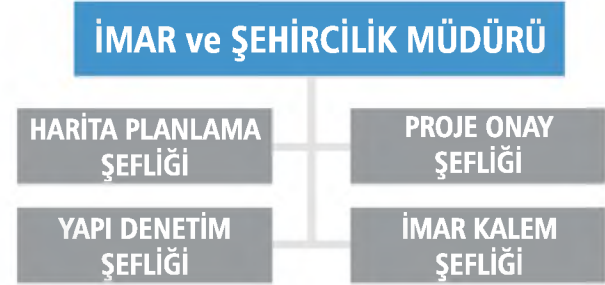 İMAR ve ŞEHİRCİLİK MÜDÜRÜ
HARİTA PLANLAMA
ŞEFLİĞİ
PROJE ONAY
ŞEFLİĞİ
YAPI DENETİM
ŞEFLİĞİ
İMAR KALEM
ŞEFLİĞİ